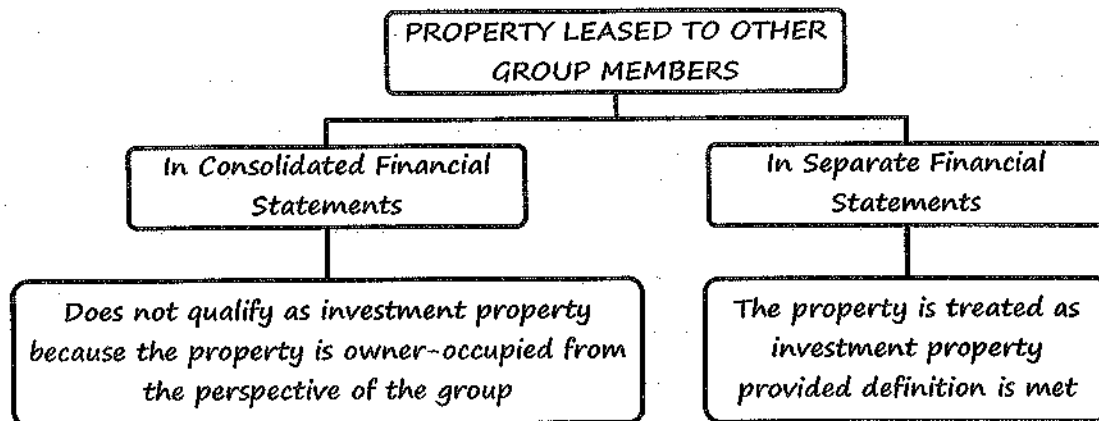 PROPERTY LEASED TO OTHER
GROUP MEMBERS
In Consolidated Financial
Statements
In Separate Financial
Statements
Does not qualify as investment property
because the property is owner-occupied from
the perspective of the group
The property is treated as
investment property
provided definition is met